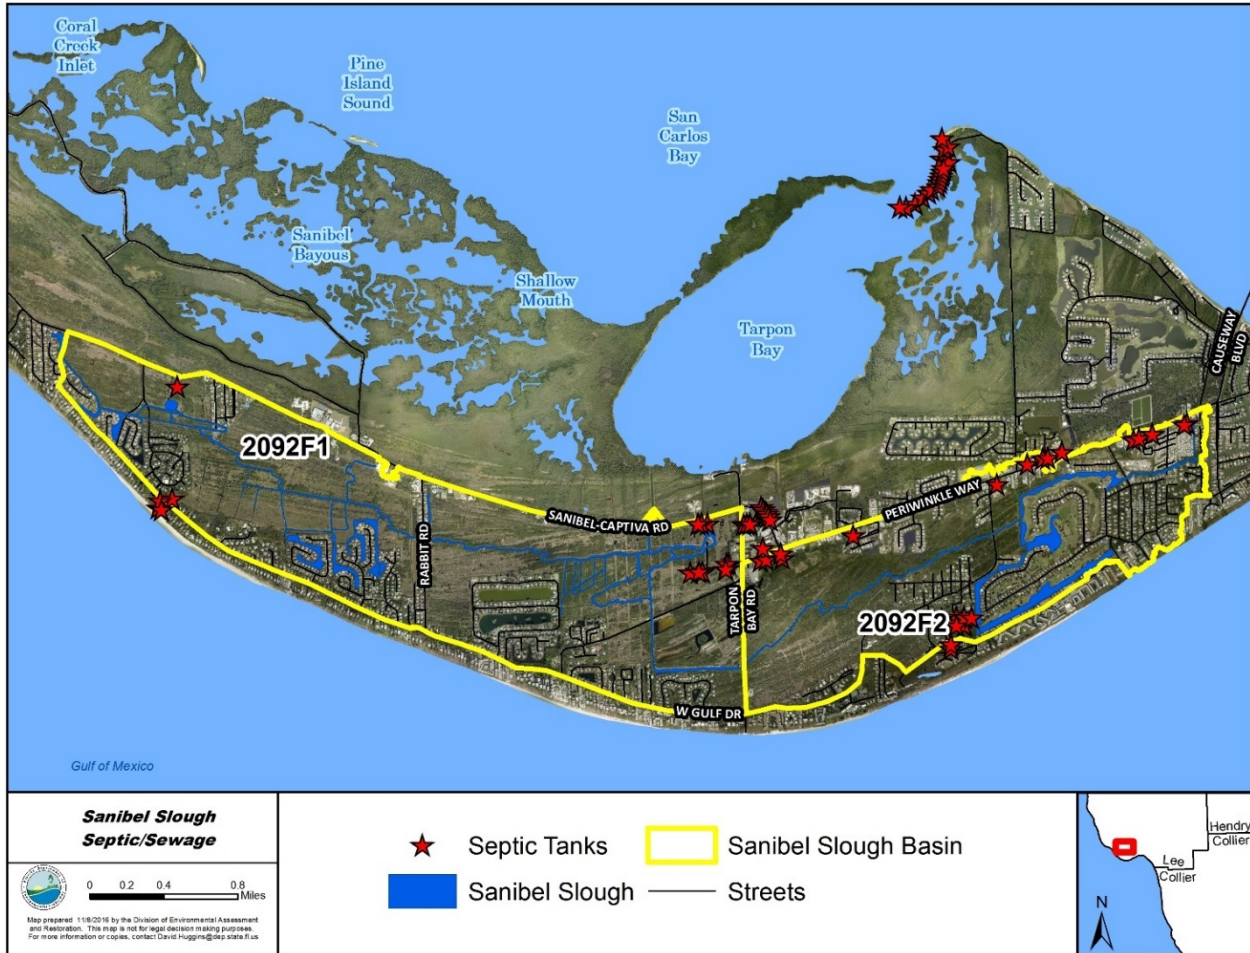 Coral
Creek
Inlet
Pine
Island
Sound
San
Carlos
Bay
Sanibel
Bayous
Shallow
Mouth
Tarpon
Bay
CAUSEWAY
BLVD
2092F1
SANIBEL-CAPTIVA RD
PERIWINKLE WAY
RABBIT RD
TARPON
BAY RD
2092F2
W GULF DR
Gulf of Mexico
Sanibel Slough
Septic/Sewage
0 0.2 0.4 0.8
Miles
Map prepared 11/8/2016 by the Division of Environmental Assessment
and Restoration. This map is not for legal decision making purposes.
For more information or copies, contact David.Huggins@dep.state.fl.us
Septic Tanks
Sanibel Slough Basin
Sanibel Slough
Streets
Hendry
Collier
Lee
Collier
N